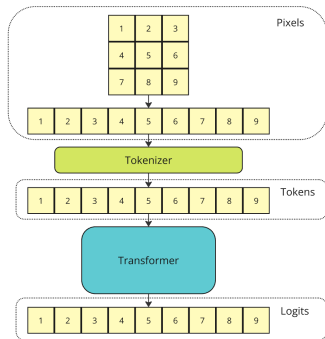 Pixels
1 2 3
4 5 6
7 8 9
1 2 3 4 5 6 7 8 9
Tokenizer
Tokens
1 2 3 4 5 6 7 8 9
Transformer
Logits
1 2 3 4 5 6 7 8 9